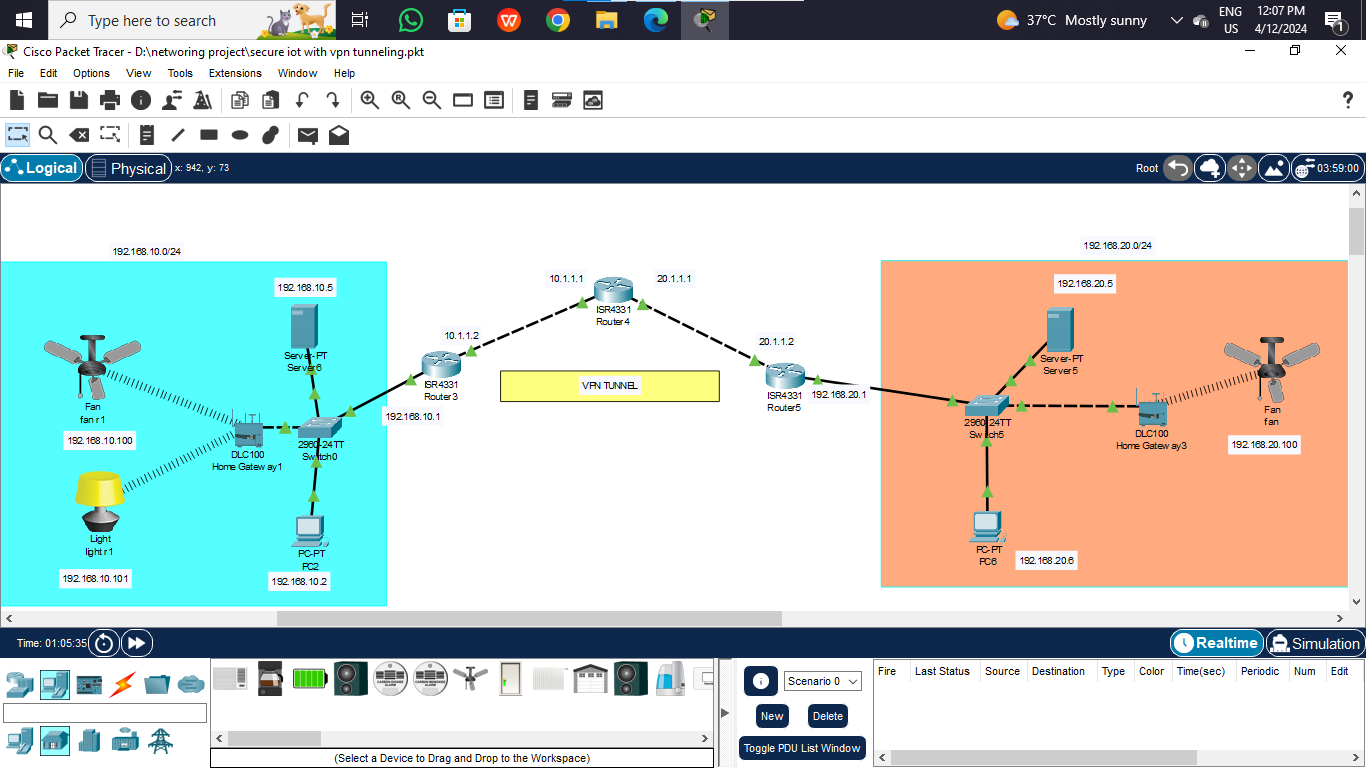 Type here to search
37°C Mostly sunny
ENG
US
12:07 PM
4/12/2024
1
Cisco Packet Tracer - D:\networing project\secure iot with vpn tunneling.pkt
File Edit Options View Tools Extensions Window Help
Logical
Physical
x: 942, y: 73
Root
03:59:00
192.168.10.0/24
192.168.20.0/24
192.168.10.5
Server-PT
Server6
Fan
fan r1
192.168.10.100
DLC100
Home Gateway1
2960-24TT
Switch0
Light
light r1
192.168.10.101
PC-PT
PC2
192.168.10.2
10.1.1.2
ISR4331
Router3
192.168.10.1
10.1.1.1
20.1.1.1
ISR4331
Router4
VPN TUNNEL
20.1.1.2
ISR4331
Router5
192.168.20.1
192.168.20.5
Server-PT
Server5
2960-24TT
Switch5
DLC100
Home Gateway3
Fan
fan
192.168.20.100
PC-PT
PC6
192.168.20.6
Time: 01:05:35
Realtime
Simulation
CARBON DIOXIDE
CARBON MONOXIDE
(Select a Device to Drag and Drop to the Workspace)
Scenario 0
New
Delete
Toggle PDU List Window
Fire Last Status Source Destination Type Color Time(sec) Periodic Num Edit